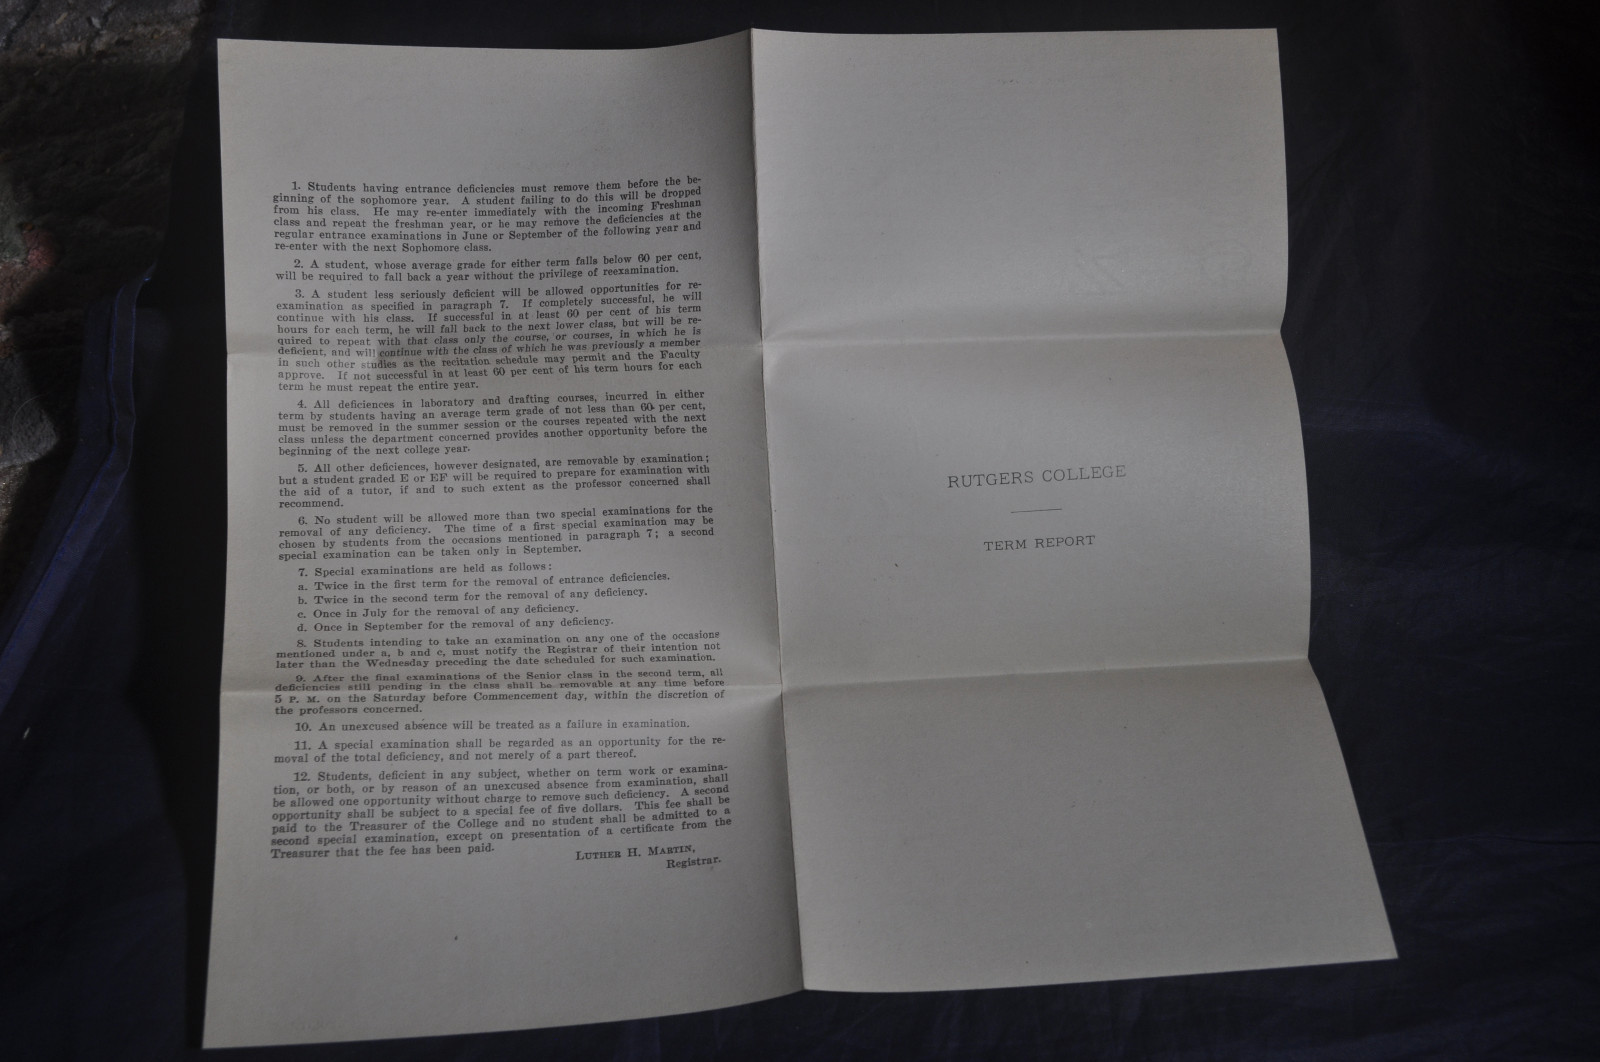 1. Students having entrance deficiencies must remove them before the be-
ginning of the sophomore year. A student failing to do this will be dropped
from his class. He may re-enter immediately with the incoming Freshman
class and repeat the freshman year, or he may remove the deficiencies at the
regular entrance examinations in June or September of the following year and
re-enter with the next Sophomore class.
2. A student, whose average grade for either term falls below 60 per cent,
will be required to fall back a year without the privilege of reexamination.
3. A student less seriously deficient will be allowed opportunities for re-
examination as specified in paragraph 7. If completely successful, he will
continue with his class. If successful in at least 60 per cent of his term
hours for each term, he will fall back to the next lower class, but will be re-
quired to repeat with that class only the course, or courses, in which he is
deficient, and will continue with the class of which he was previously a member
in such other studies as the recitation schedule may permit and the Faculty
approve. If not successful in at least 60 per cent of his term hours for each
term he must repeat the entire year.
4. All deficiences in laboratory and drafting courses, incurred in either
term by students having an average term grade of not less than 60 per cent,
must be removed in the summer session or the courses repeated with the next
class unless the department concerned provides another opportunity before the
beginning of the next college year.
5. All other deficiences, however designated, are removable by examination;
but a student graded E or EF will be required to prepare for examination with
the aid of a tutor, if and to such extent as the professor concerned shall
recommend.
6. No student will be allowed more than two special examinations for the
removal of any deficiency. The time of a first special examination may be
chosen by students from the occasions mentioned in paragraph 7; a second
special examination can be taken only in September.
7. Special examinations are held as follows:
a. Twice in the first term for the removal of entrance deficiencies.
b. Twice in the second term for the removal of any deficiency.
c. Once in July for the removal of any deficiency.
d. Once in September for the removal of any deficiency.
8. Students intending to take an examination on any one of the occasions
mentioned under a, b and c, must notify the Registrar of their intention not
later than the Wednesday preceding the date scheduled for such examination.
9. After the final examinations of the Senior class in the second term, all
deficiencies still pending in the class shall be removable at any time before
5 P. M. on the Saturday before Commencement day, within the discretion of
the professors concerned.
10. An unexcused absence will be treated as a failure in examination.
11. A special examination shall be regarded as an opportunity for the re-
moval of the total deficiency, and not merely of a part thereof.
12. Students, deficient in any subject, whether on term work or examina-
tion, or both, or by reason of an unexcused absence from examination, shall
be allowed one opportunity without charge to remove such deficiency. A second
opportunity shall be subject to a special fee of five dollars. This fee shall be
paid to the Treasurer of the College and no student shall be admitted to a
second special examination, except on presentation of a certificate from the
Treasurer that the fee has been paid.
LUTHER H. MARTIN,
Registrar.
RUTGERS COLLEGE
TERM REPORT